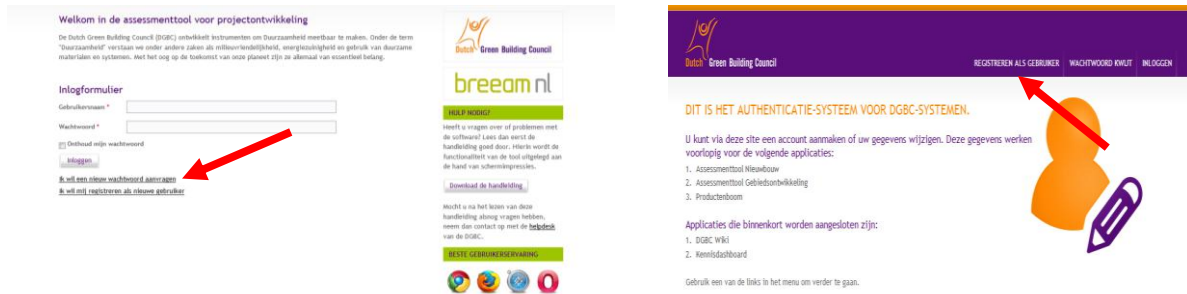 Welkom in de assessmenttool voor projectontwikkeling
De Dutch Green Building Council (DGBC) ontwikkelt instrumenten om Duurzaamheid meetbaar te maken. Onder de term
"Duurzaamheid" verstaan we onder andere zaken als milieuvriendelijkheid, energiezuinigheid en gebruik van duurzame
materialen en systemen. Met het oog op de toekomst van onze planeet zijn ze allemaal van essentieel belang.
Inlogformulier
Gebruikersnaam *
Wachtwoord *
Onthoud mijn wachtwoord
Inloggen
Ik wil een nieuw wachtwoord aanvragen
Ik wil mij registreren als nieuwe gebruiker
Dutch Green Building Council
breeam nl
HULP NODIG?
Heeft u vragen over of problemen met
de software? Lees dan eerst de
handleiding goed door. Hierin wordt de
functionaliteit van de tool uitgelegd aan
de hand van schermimpressies.
Download de handleiding
Mocht u na het lezen van deze
handleiding alsnog vragen hebben,
neem dan contact op met de helpdesk
van de DGBC.
BESTE GEBRUIKERSERVARING
Dutch Green Building Council
REGISTREREN ALS GEBRUIKER WACHTWOORD KWIJT INLOGGEN
DIT IS HET AUTHENTICATIE-SYSTEEM VOOR DGBC-SYSTEMEN.
U kunt via deze site een account aanmaken of uw gegevens wijzigen. Deze gegevens werken
voorlopig voor de volgende applicaties:
1. Assessmenttool Nieuwbouw
2. Assessmenttool Gebiedsontwikkeling
3. Productenboom
Applicaties die binnenkort worden aangesloten zijn:
1. DGBC Wiki
2. Kennisdashboard
Gebruik een van de links in het menu om verder te gaan.